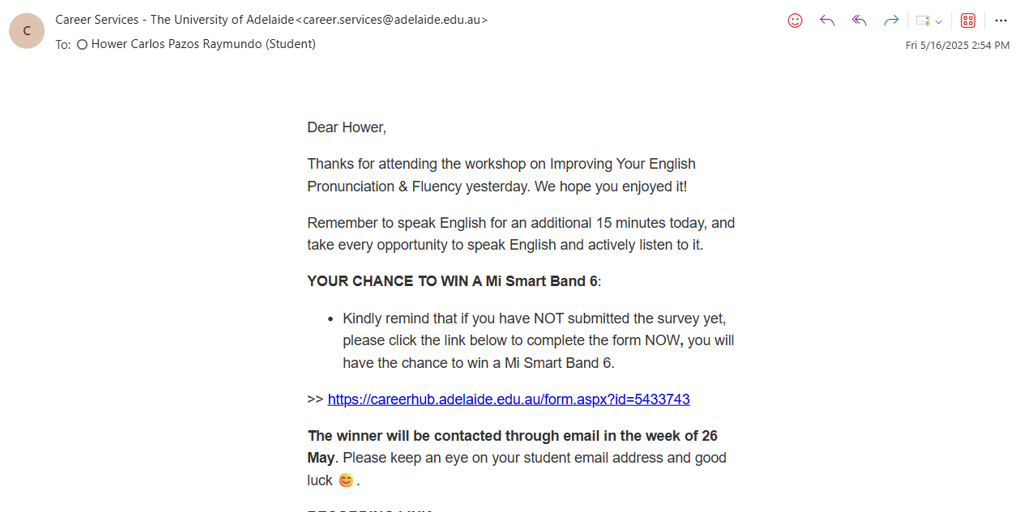 C
Career Services - The University of Adelaide<career.services@adelaide.edu.au>
To: Hower Carlos Pazos Raymundo (Student)
Fri 5/16/2025 2:54 PM
Dear Hower,
Thanks for attending the workshop on Improving Your English
Pronunciation & Fluency yesterday. We hope you enjoyed it!
Remember to speak English for an additional 15 minutes today, and
take every opportunity to speak English and actively listen to it.
YOUR CHANCE TO WIN A Mi Smart Band 6:
• Kindly remind that if you have NOT submitted the survey yet,
please click the link below to complete the form NOW, you will
have the chance to win a Mi Smart Band 6.
>> https://careerhub.adelaide.edu.au/form.aspx?id=5433743
The winner will be contacted through email in the week of 26
May. Please keep an eye on your student email address and good
luck 😊 .